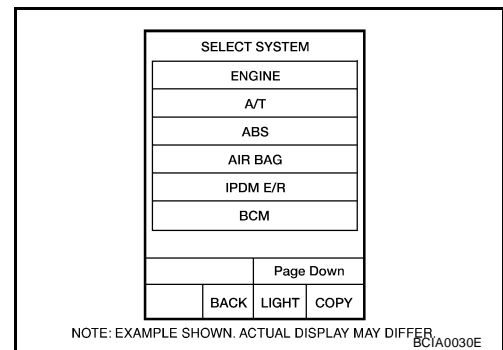 SELECT SYSTEM
ENGINE
A/T
ABS
AIR BAG
IPDM E/R
BCM
Page Down
BACK LIGHT COPY
NOTE: EXAMPLE SHOWN. ACTUAL DISPLAY MAY DIFFER.
BCIA0030E